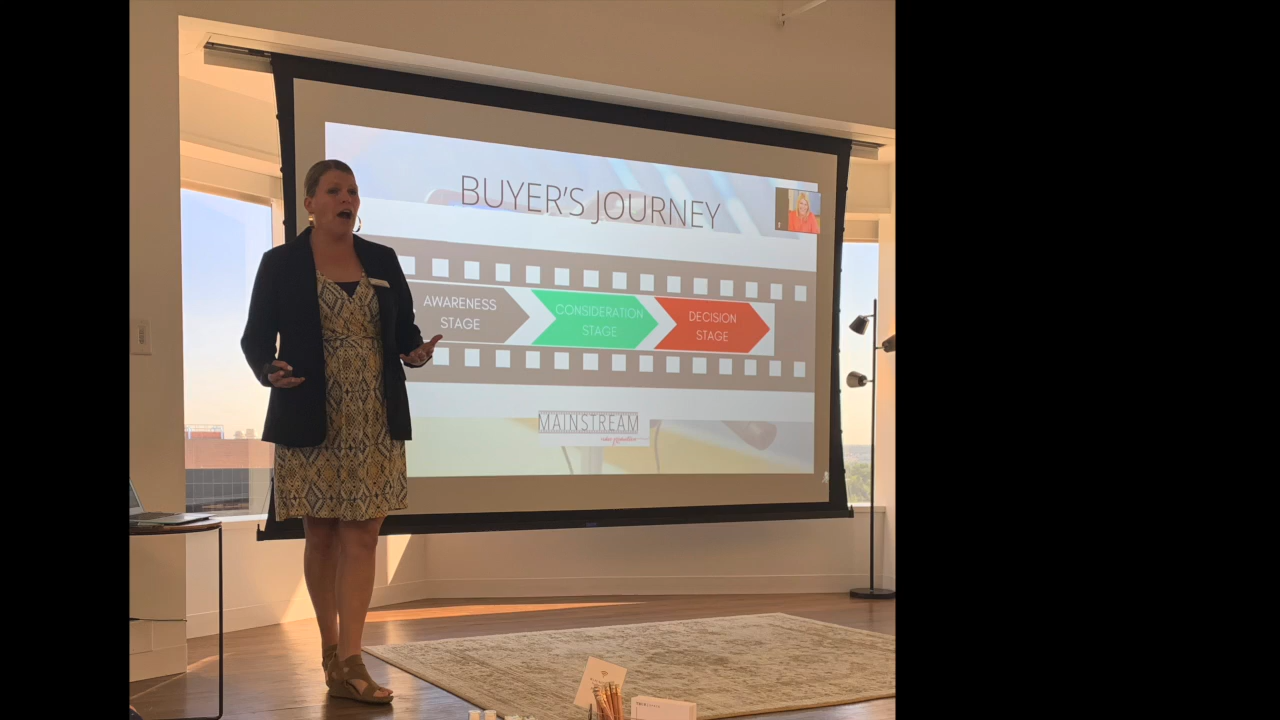 BUYER'S JOURNEY
AWARENESS
STAGE
CONSIDERATION
STAGE
DECISION
STAGE
MAINSTREAM